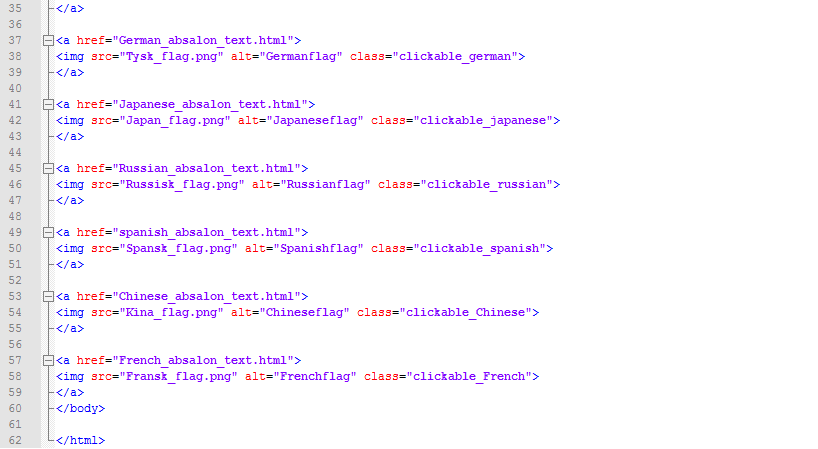 35 </a>
36
37 <a href="German_absalon_text.html">
38 <img src="Tysk_flag.png" alt="Germanflag" class="clickable_german">
39 </a>
40
41 <a href="Japanese_absalon_text.html">
42 <img src="Japan_flag.png" alt="Japaneseflag" class="clickable_japanese">
43 </a>
44
45 <a href="Russian_absalon_text.html">
46 <img src="Russisk_flag.png" alt="Russianflag" class="clickable_russian">
47 </a>
48
49 <a href="spanish_absalon_text.html">
50 <img src="Spansk_flag.png" alt="Spanishflag" class="clickable_spanish">
51 </a>
52
53 <a href="Chinese_absalon_text.html">
54 <img src="Kina_flag.png" alt="Chineseflag" class="clickable_Chinese">
55 </a>
56
57 <a href="French_absalon_text.html">
58 <img src="Fransk_flag.png" alt="Frenchflag" class="clickable_French">
59 </a>
60 </body>
61
62 </html>